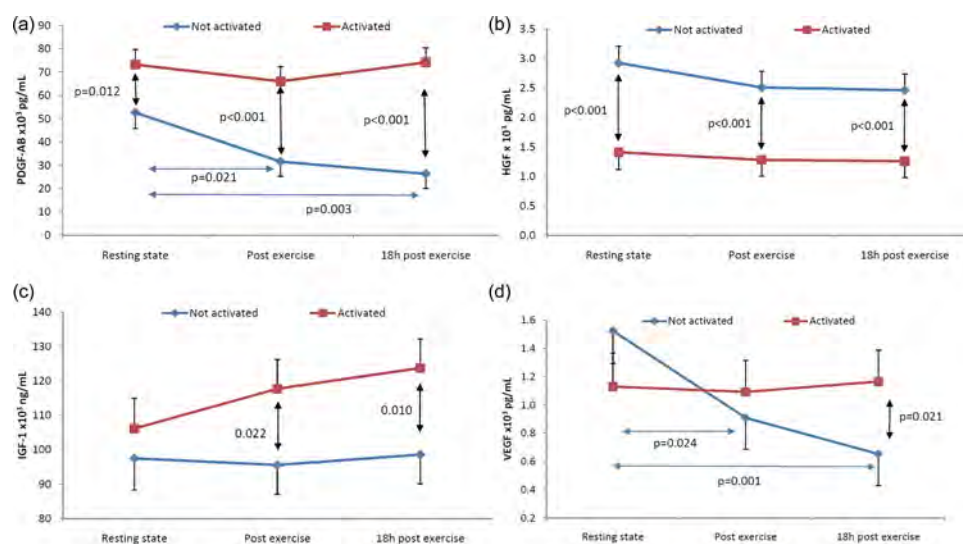 (a)
Not activated Activated
90
80
70
60
50
40
30
20
10
0
PDGF-AB x10³ pg/mL
p=0.012
p<0.001
p<0.001
p=0.021
p=0.003
Resting state Post exercise 18h post exercise
(b)
Not activated Activated
3.5
3.0
2.5
2.0
1.5
1.0
0.5
0.0
HGF x 10³ pg/mL
p<0.001
p<0.001
p<0.001
Resting state Post exercise 18h post exercise
(c)
Not activated Activated
140
130
120
110
100
90
80
IGF-1 x10³ ng/mL
0.022
0.010
Resting state Post exercise 18h post exercise
(d)
Not activated Activated
1.6
1.4
1.2
1.0
0.8
0.6
0.4
0.2
VEGF x10³ pg/mL
p=0.024
p=0.021
p=0.001
Resting state Post exercise 18h post exercise